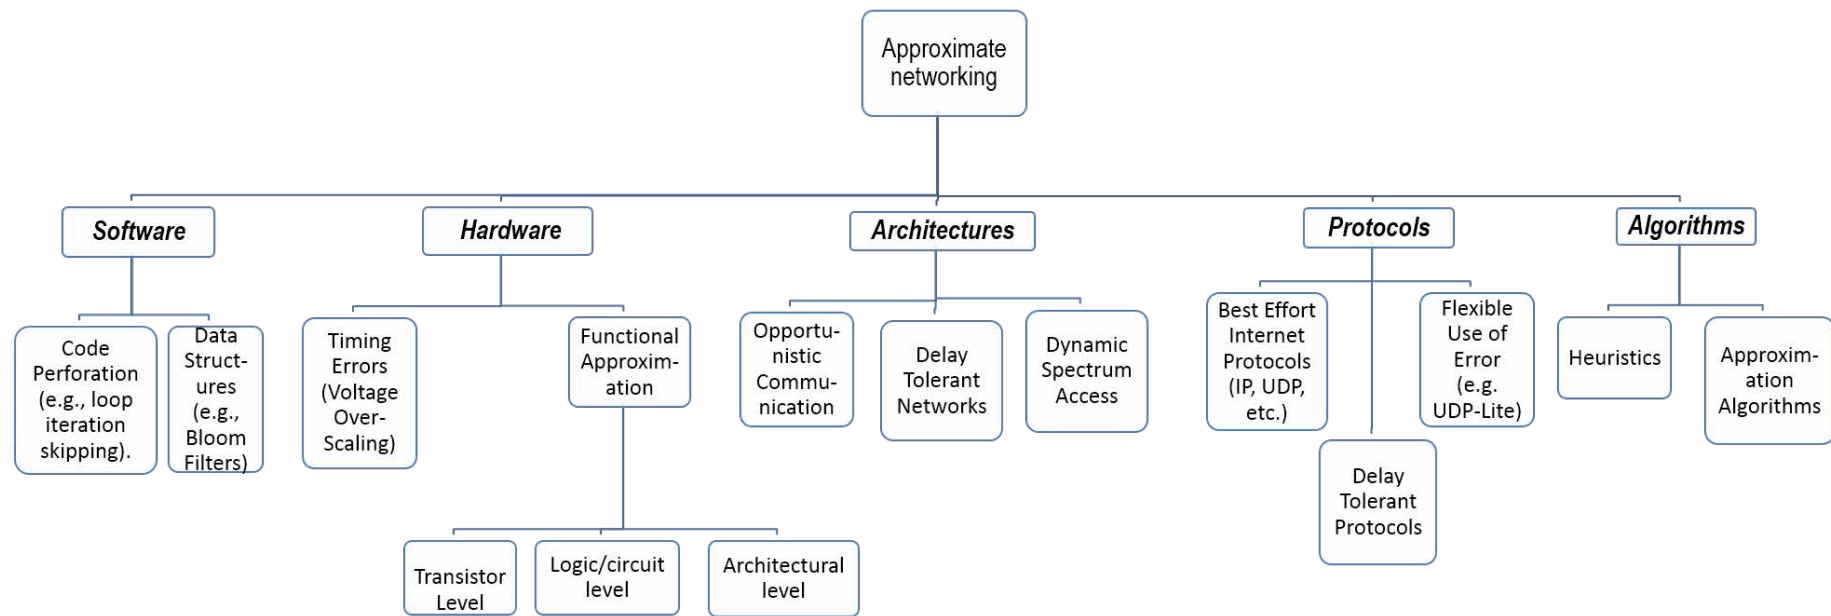 Approximate
networking
Software
Hardware
Architectures
Protocols
Algorithms
Code
Perforation
(e.g., loop
iteration
skipping).
Data
Struct-
ures
(e.g.,
Bloom
Filters)
Timing
Errors
(Voltage
Over-
Scaling)
Functional
Approxim-
ation
Opportu-
nistic
Commu-
nication
Delay
Tolerant
Networks
Dynamic
Spectrum
Access
Best Effort
Internet
Protocols
(IP, UDP,
etc.)
Flexible
Use of
Error
(e.g.
UDP-Lite)
Heuristics
Approxim-
ation
Algorithms
Delay
Tolerant
Protocols
Transistor
Level
Logic/circuit
level
Architectural
level